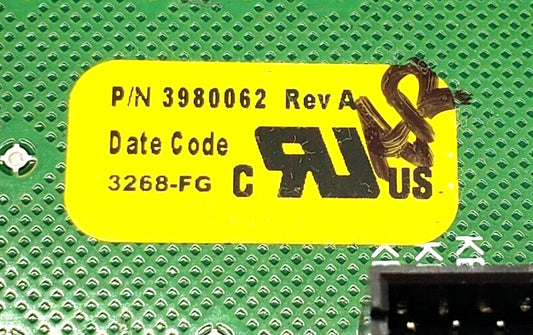 P/N 3980062 Rev A
Date Code
3268-FG C US